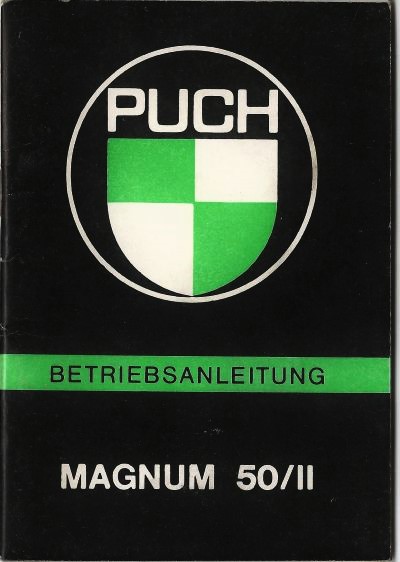 PUCH
BETRIEBSANLEITUNG
MAGNUM 50/II